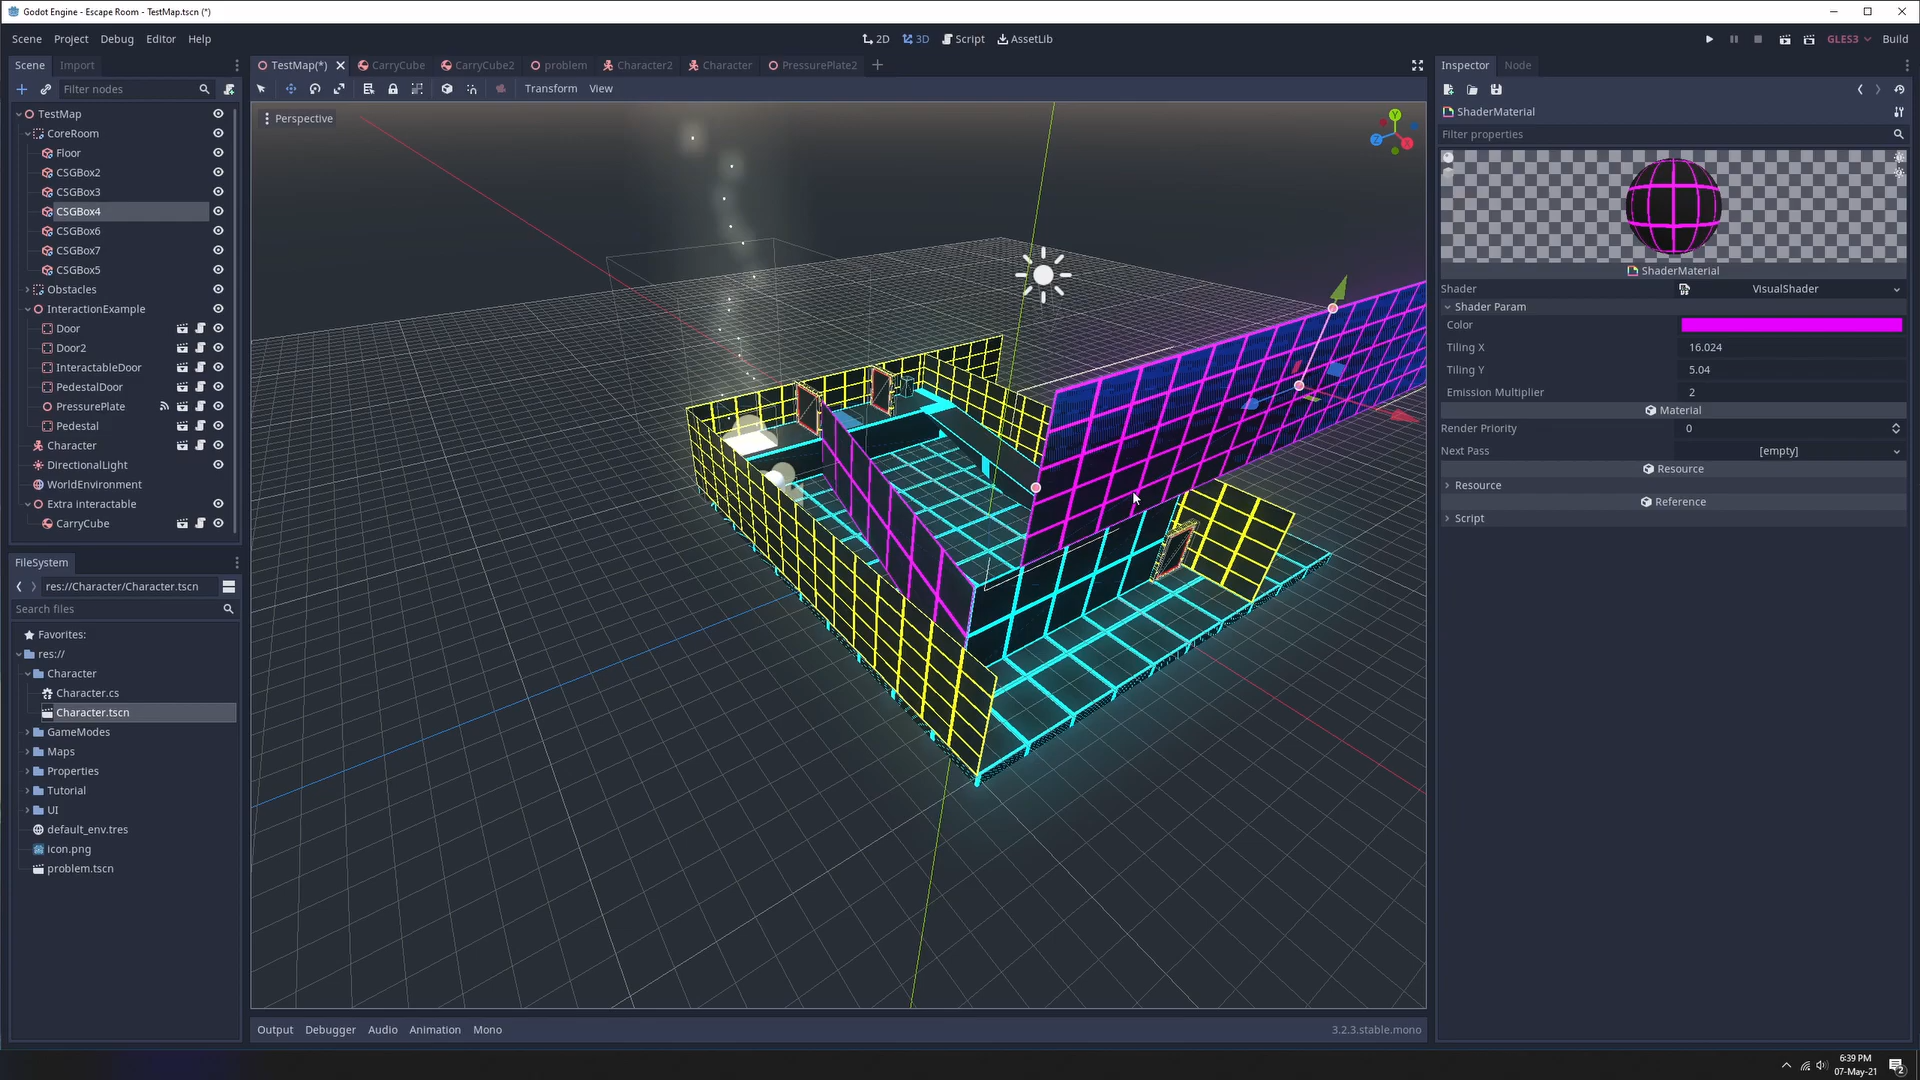 Godot Engine - Escape Room - TestMap.tscn (*)
Scene Project Debug Editor Help
2D 3D Script AssetLib
GLES3 Build
Scene Import
Filter nodes
TestMap
CoreRoom
Floor
CSGBox2
CSGBox3
CSGBox4
CSGBox6
CSGBox7
CSGBox5
Obstacles
InteractionExample
Door
Door2
InteractableDoor
PedestalDoor
PressurePlate
Pedestal
Character
DirectionalLight
WorldEnvironment
Extra interactable
CarryCube
FileSystem
res://Character/Character.tscn
Search files
Favorites:
res://
Character
Character.cs
Character.tscn
GameModes
Maps
Properties
Tutorial
UI
default_env.tres
icon.png
problem.tscn
TestMap(*) CarryCube CarryCube2 problem Character2 Character PressurePlate2
Transform View
Perspective
Y
Z
X
Output Debugger Audio Animation Mono
3.2.3.stable.mono
Inspector Node
ShaderMaterial
Filter properties
ShaderMaterial
Shader VisualShader
Shader Param
Color
Tiling X 16.024
Tiling Y 5.04
Emission Multiplier 2
Material
Render Priority 0
Next Pass [empty]
Resource
Resource
Reference
Script
6:39 PM
07-May-21
2